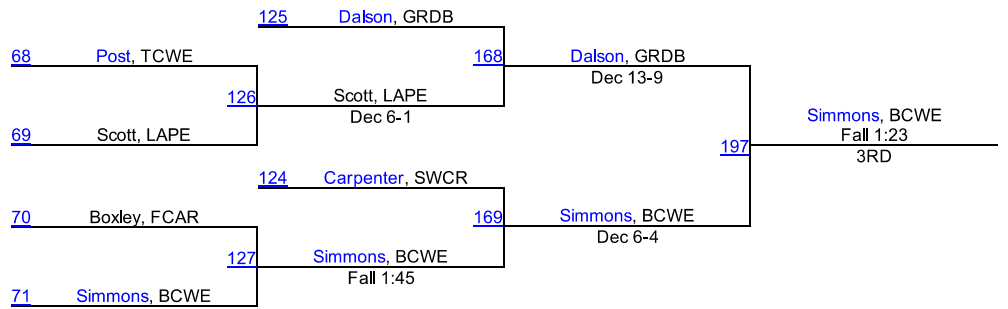 125 Dalson, GRDB
68 Post, TCWE
168 Dalson, GRDB
Dec 13-9
126 Scott, LAPE
Dec 6-1
69 Scott, LAPE
Simmons, BCWE
Fall 1:23
197
3RD
124 Carpenter, SWCR
70 Boxley, FCAR
169 Simmons, BCWE
Dec 6-4
127 Simmons, BCWE
Fall 1:45
71 Simmons, BCWE